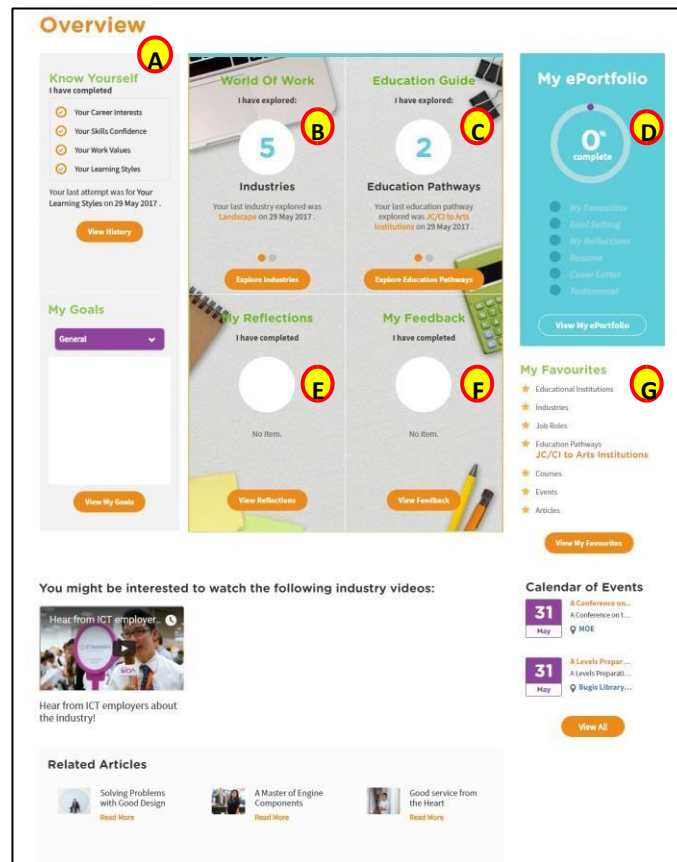 Overview
A
Know Yourself
I have completed
Your Career Interests
Your Skills Confidence
Your Work Values
Your Learning Styles
Your last attempt was for Your
Learning Styles on 29 May 2017 .
View History
World Of Work
I have explored:
B
5
Industries
Your last industry explored was
Landscape on 29 May 2017 .
Explore Industries
Education Guide
I have explored:
C
2
Education Pathways
Your last education pathway
explored was JC/CI to Arts
Institutions on 29 May 2017 .
Explore Education Pathways
My ePortfolio
D
0%
complete
My Favourites
Goal Setting
My Reflections
Resume
Cover Letter
Testimonial
View My ePortfolio
My Goals
General
View My Goals
My Reflections
I have completed
E
No Item.
View Reflections
My Feedback
I have completed
F
No Item.
View Feedback
My Favourites
G
Educational Institutions
Industries
Job Roles
Education Pathways
JC/CI to Arts Institutions
Courses
Events
Articles
View My Favourites
You might be interested to watch the following industry videos:
Hear from ICT employer..
Hear from ICT employers about
the industry!
Calendar of Events
31
May
A Conference on...
A Conference on t...
MOE
31
May
A Levels Prepar...
A Levels Preparati...
Bugis Library...
View All
Related Articles
Solving Problems
with Good Design
Read More
A Master of Engine
Components
Read More
Good service from
the Heart
Read More